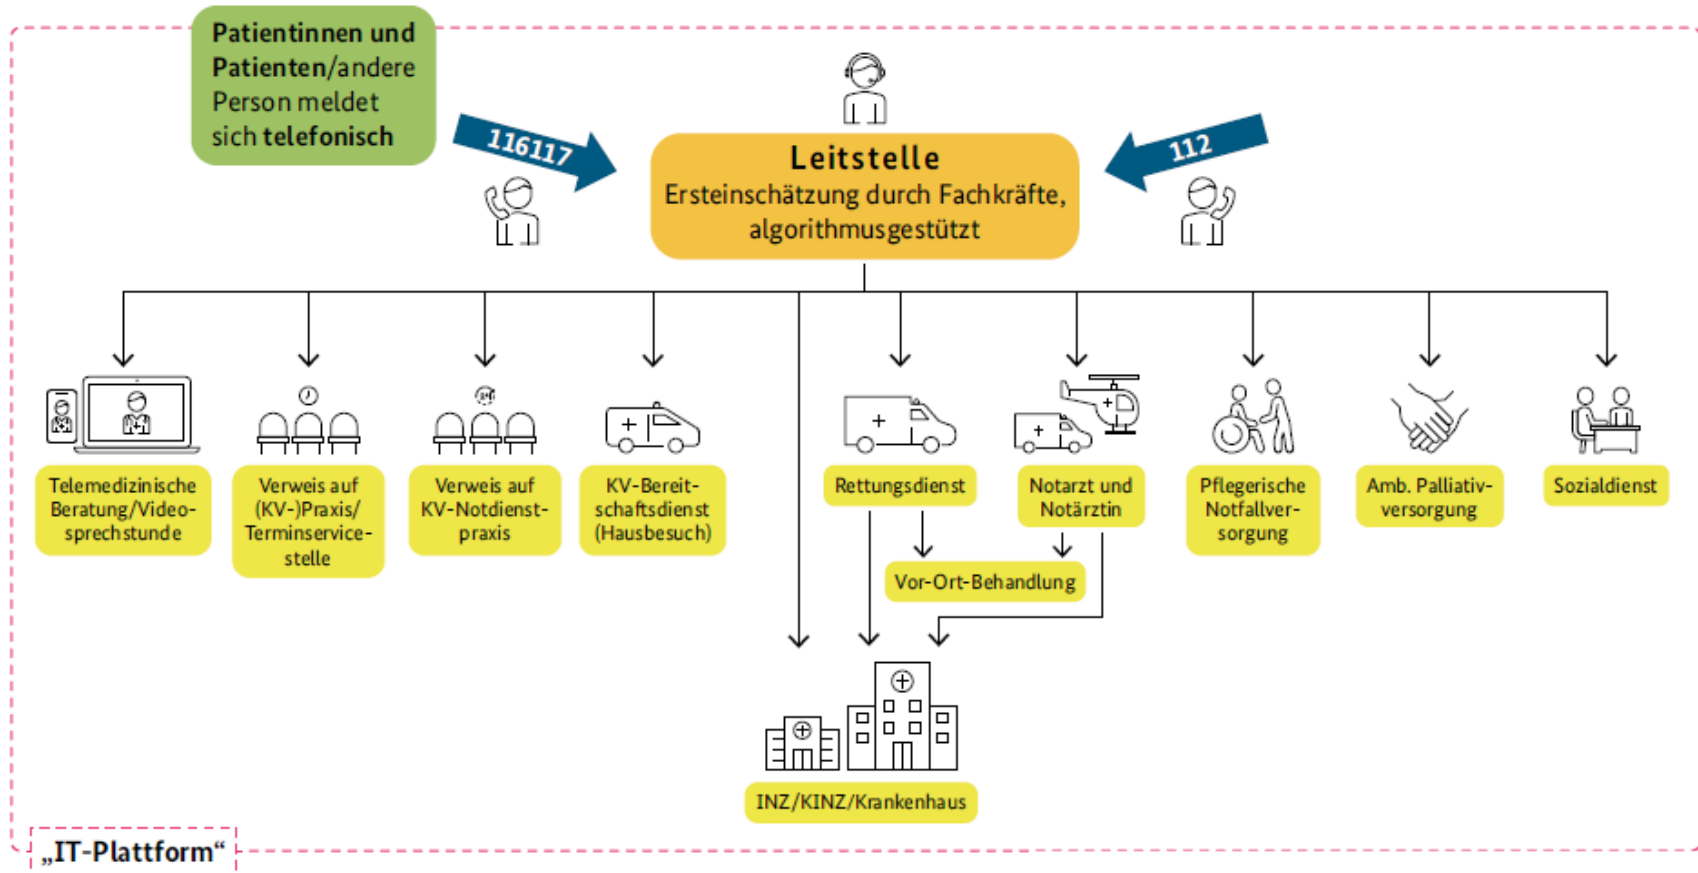 Patientinnen und
Patienten/andere
Person meldet
sich telefonisch
116117
112
Leitstelle
Ersteinschätzung durch Fachkräfte,
algorithmusgestützt
Telemedizinische
Beratung/Video-
sprechstunde
Verweis auf
(KV-)Praxis/
Terminservice-
stelle
Verweis auf
KV-Notdienst-
praxis
KV-Bereit-
schaftsdienst
(Hausbesuch)
Rettungsdienst
Notarzt und
Notärztin
Pflegerische
Notfallver-
sorgung
Amb. Palliativ-
versorgung
Sozialdienst
Vor-Ort-Behandlung
INZ/KINZ/Krankenhaus
„IT-Plattform“